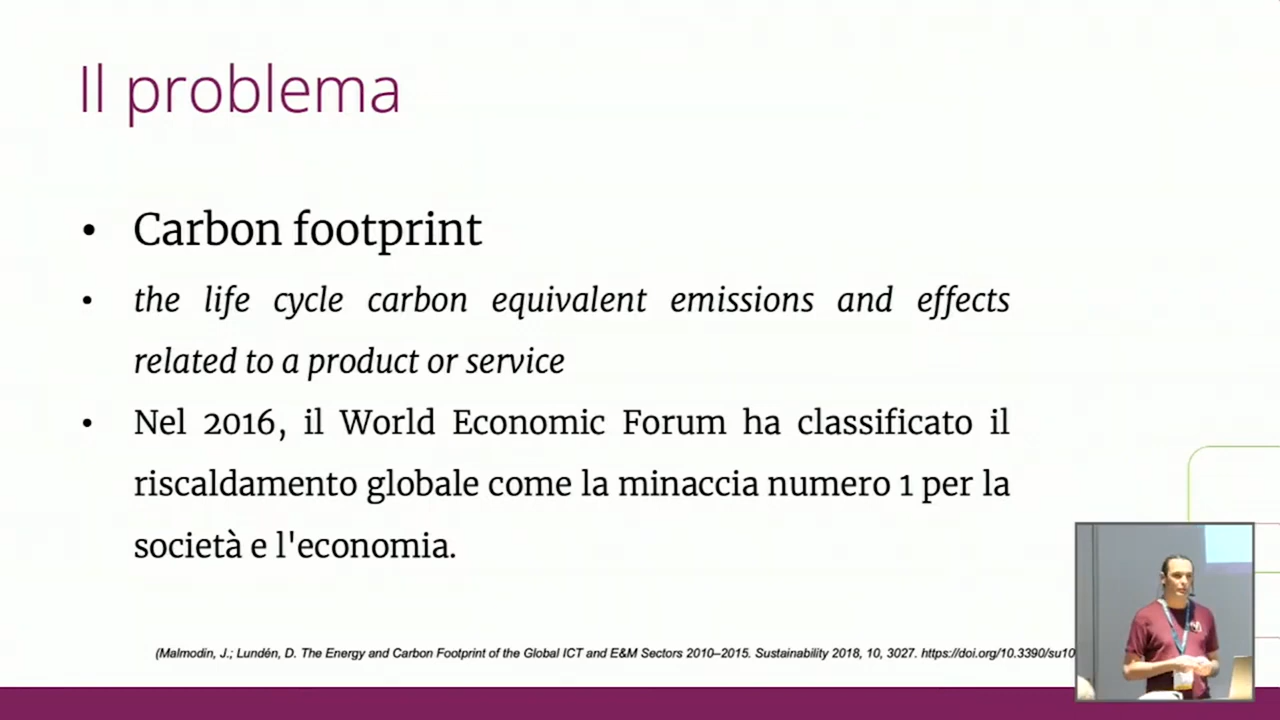 Il problema
• Carbon footprint
• the life cycle carbon equivalent emissions and effects
related to a product or service
• Nel 2016, il World Economic Forum ha classificato il
riscaldamento globale come la minaccia numero 1 per la
società e l'economia.
(Malmodin, J.; Lundén, D. The Energy and Carbon Footprint of the Global ICT and E&M Sectors 2010–2015. Sustainability 2018, 10, 3027. https://doi.org/10.3390/su10